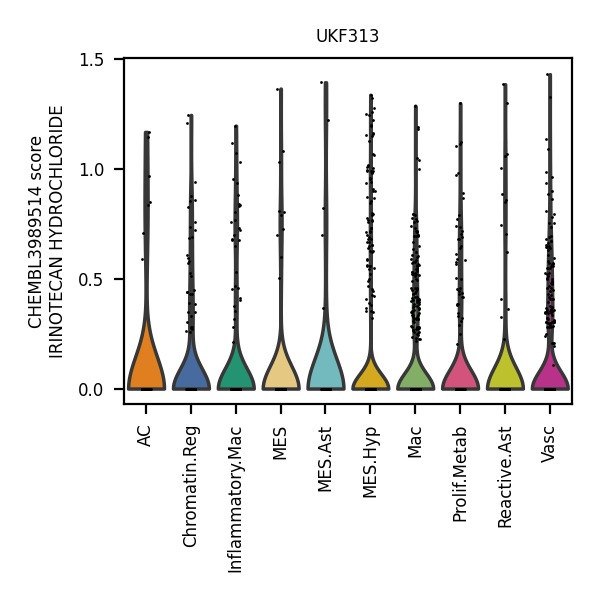 UKF313
CHEMBL3989514 score
IRINOTECAN HYDROCHLORIDE
1.5
1.0
0.5
0.0
AC
Chromatin.Reg
Inflammatory.Mac
MES
MES.Ast
MES.Hyp
Mac
Prolif.Metab
Reactive.Ast
Vasc